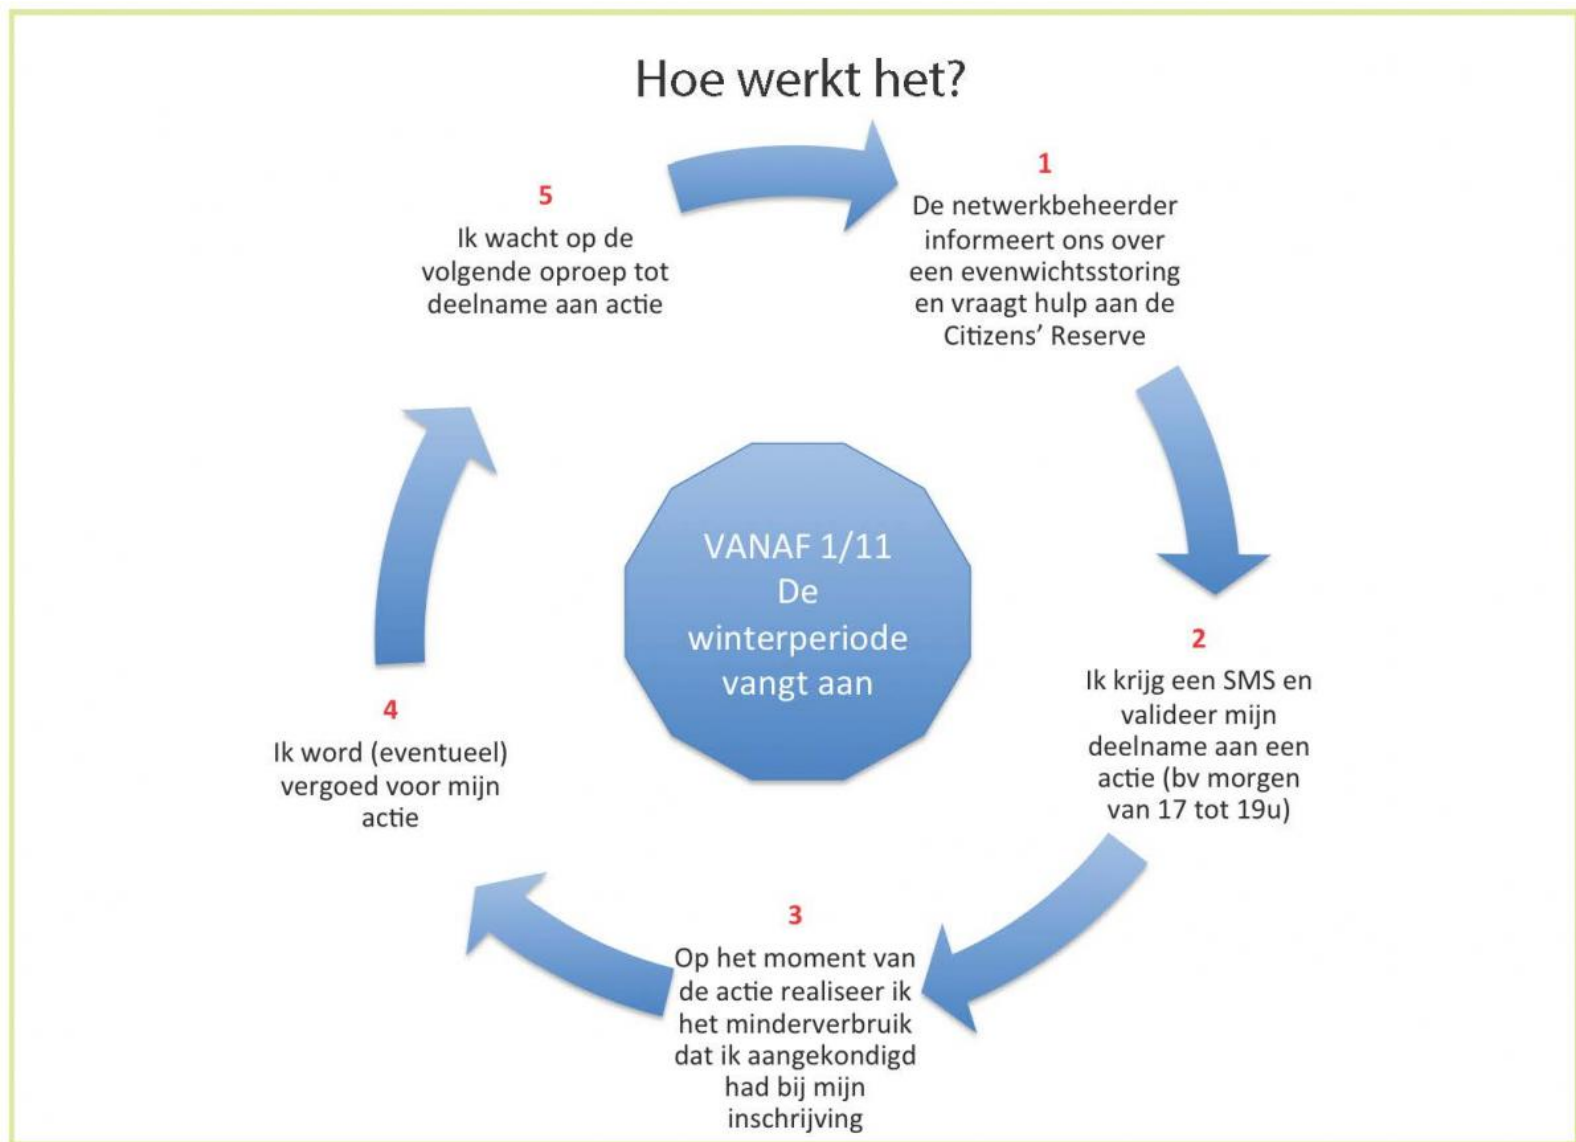 Hoe werkt het?
1
De netwerkbeheerder
informeert ons over
een evenwichtsstoring
en vraagt hulp aan de
Citizens’ Reserve
2
Ik krijg een SMS en
valideer mijn
deelname aan een
actie (bv morgen
van 17 tot 19u)
3
Op het moment van
de actie realiseer ik
het minderverbruik
dat ik aangekondigd
had bij mijn
inschrijving
4
Ik word (eventueel)
vergoed voor mijn
actie
5
Ik wacht op de
volgende oproep tot
deelname aan actie
VANAF 1/11
De
winterperiode
vangt aan